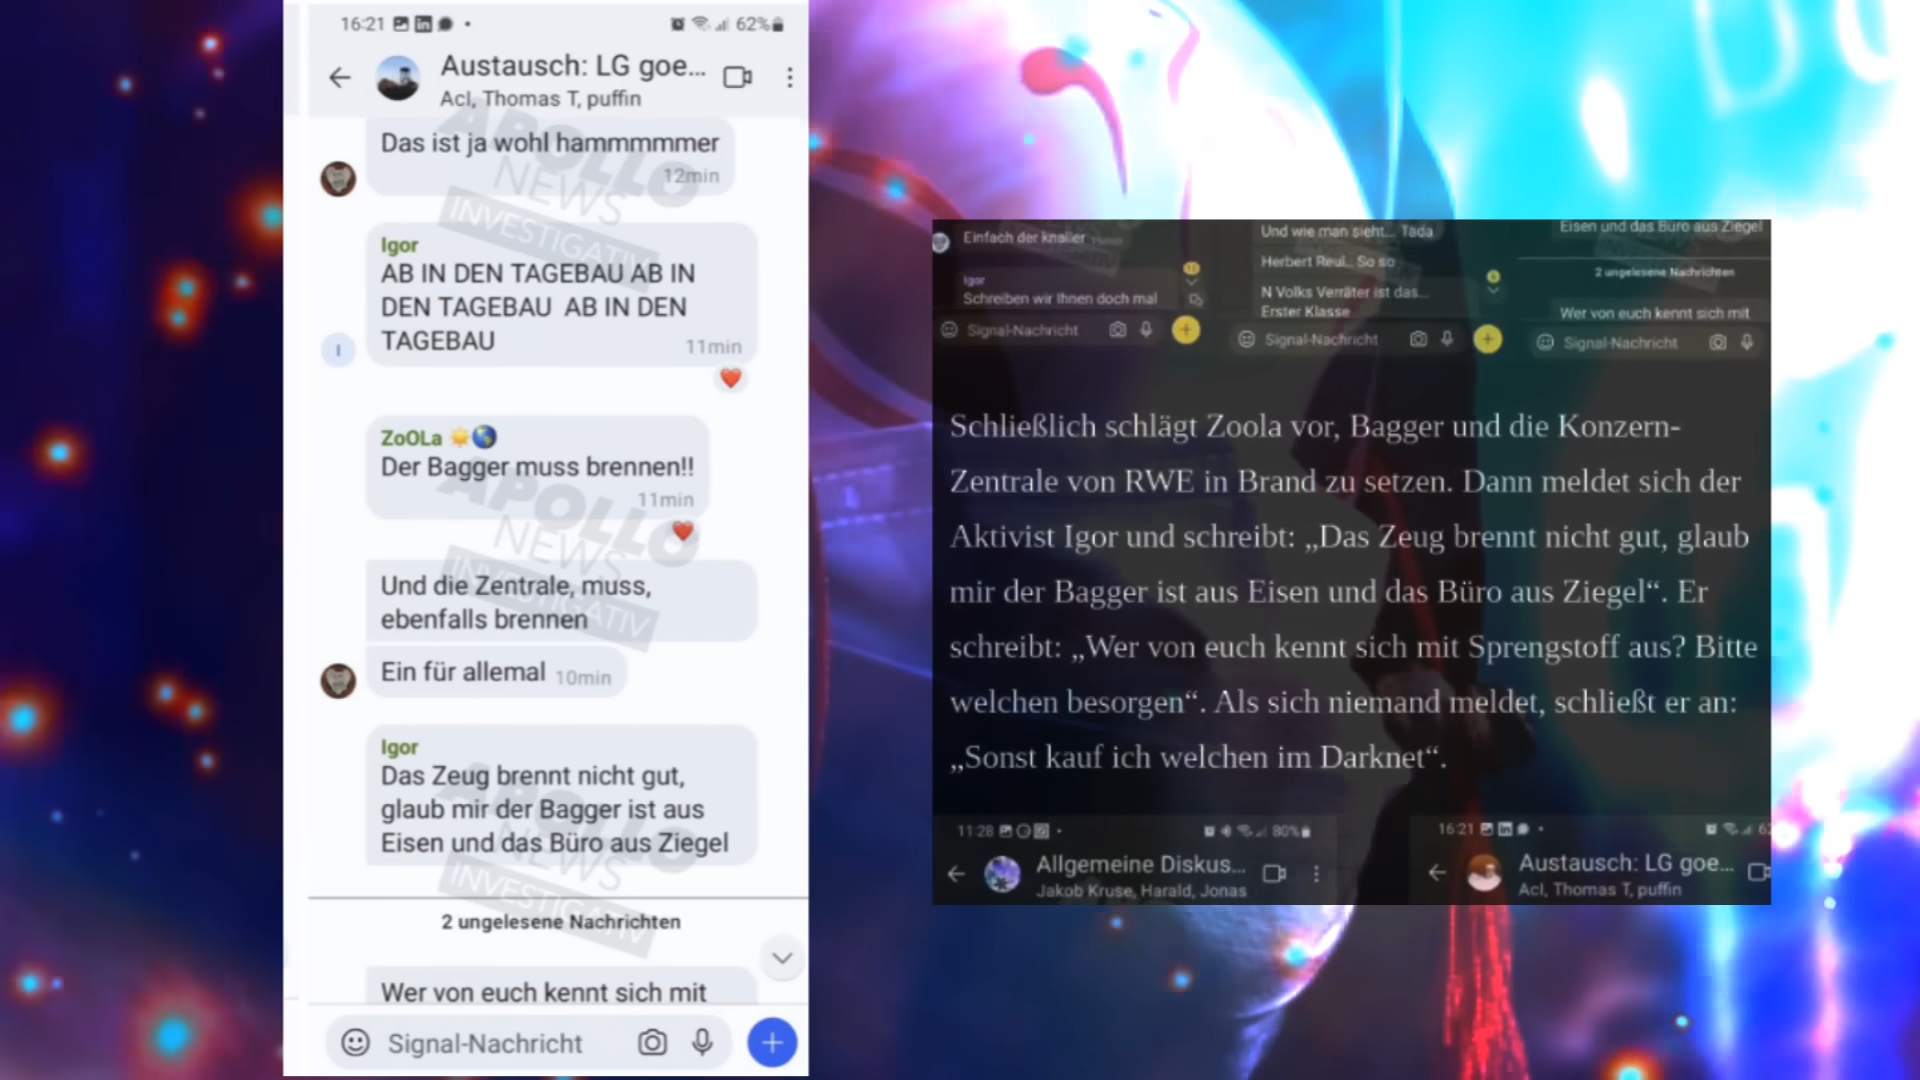 16:21 62%
Austausch: LG goe...
Acl, Thomas T, puffin
Das ist ja wohl hammmmmer
12min
Igor
AB IN DEN TAGEBAU AB IN
DEN TAGEBAU AB IN DEN
TAGEBAU
11min
ZoOLa
Der Bagger muss brennen!!
11min
Und die Zentrale, muss,
ebenfalls brennen
Ein für allemal 10min
Igor
Das Zeug brennt nicht gut,
glaub mir der Bagger ist aus
Eisen und das Büro aus Ziegel
2 ungelesene Nachrichten
Wer von euch kennt sich mit
Signal-Nachricht
APOLLO
NEWS
INVESTIGATIV
APOLLO
NEWS
INVESTIGATIV
APOLLO
NEWS
INVESTIGATIV
Einfach der knaller
Igor
Schreiben wir Ihnen doch mal
Signal-Nachricht
Und wie man sieht... Tada
Herbert Reul.. So so
N Volks Verräter ist das...
Erster Klasse
Signal-Nachricht
Eisen und das Büro aus Ziegel
2 ungelesene Nachrichten
Wer von euch kennt sich mit
Signal-Nachricht
Schließlich schlägt Zoola vor, Bagger und die Konzern-
Zentrale von RWE in Brand zu setzen. Dann meldet sich der
Aktivist Igor und schreibt: „Das Zeug brennt nicht gut, glaub
mir der Bagger ist aus Eisen und das Büro aus Ziegel“. Er
schreibt: „Wer von euch kennt sich mit Sprengstoff aus? Bitte
welchen besorgen“. Als sich niemand meldet, schließt er an:
„Sonst kauf ich welchen im Darknet“.
11:28 80%
Allgemeine Diskus...
Jakob Kruse, Harald, Jonas
16:21
Austausch: LG goe...
Acl, Thomas T, puffin